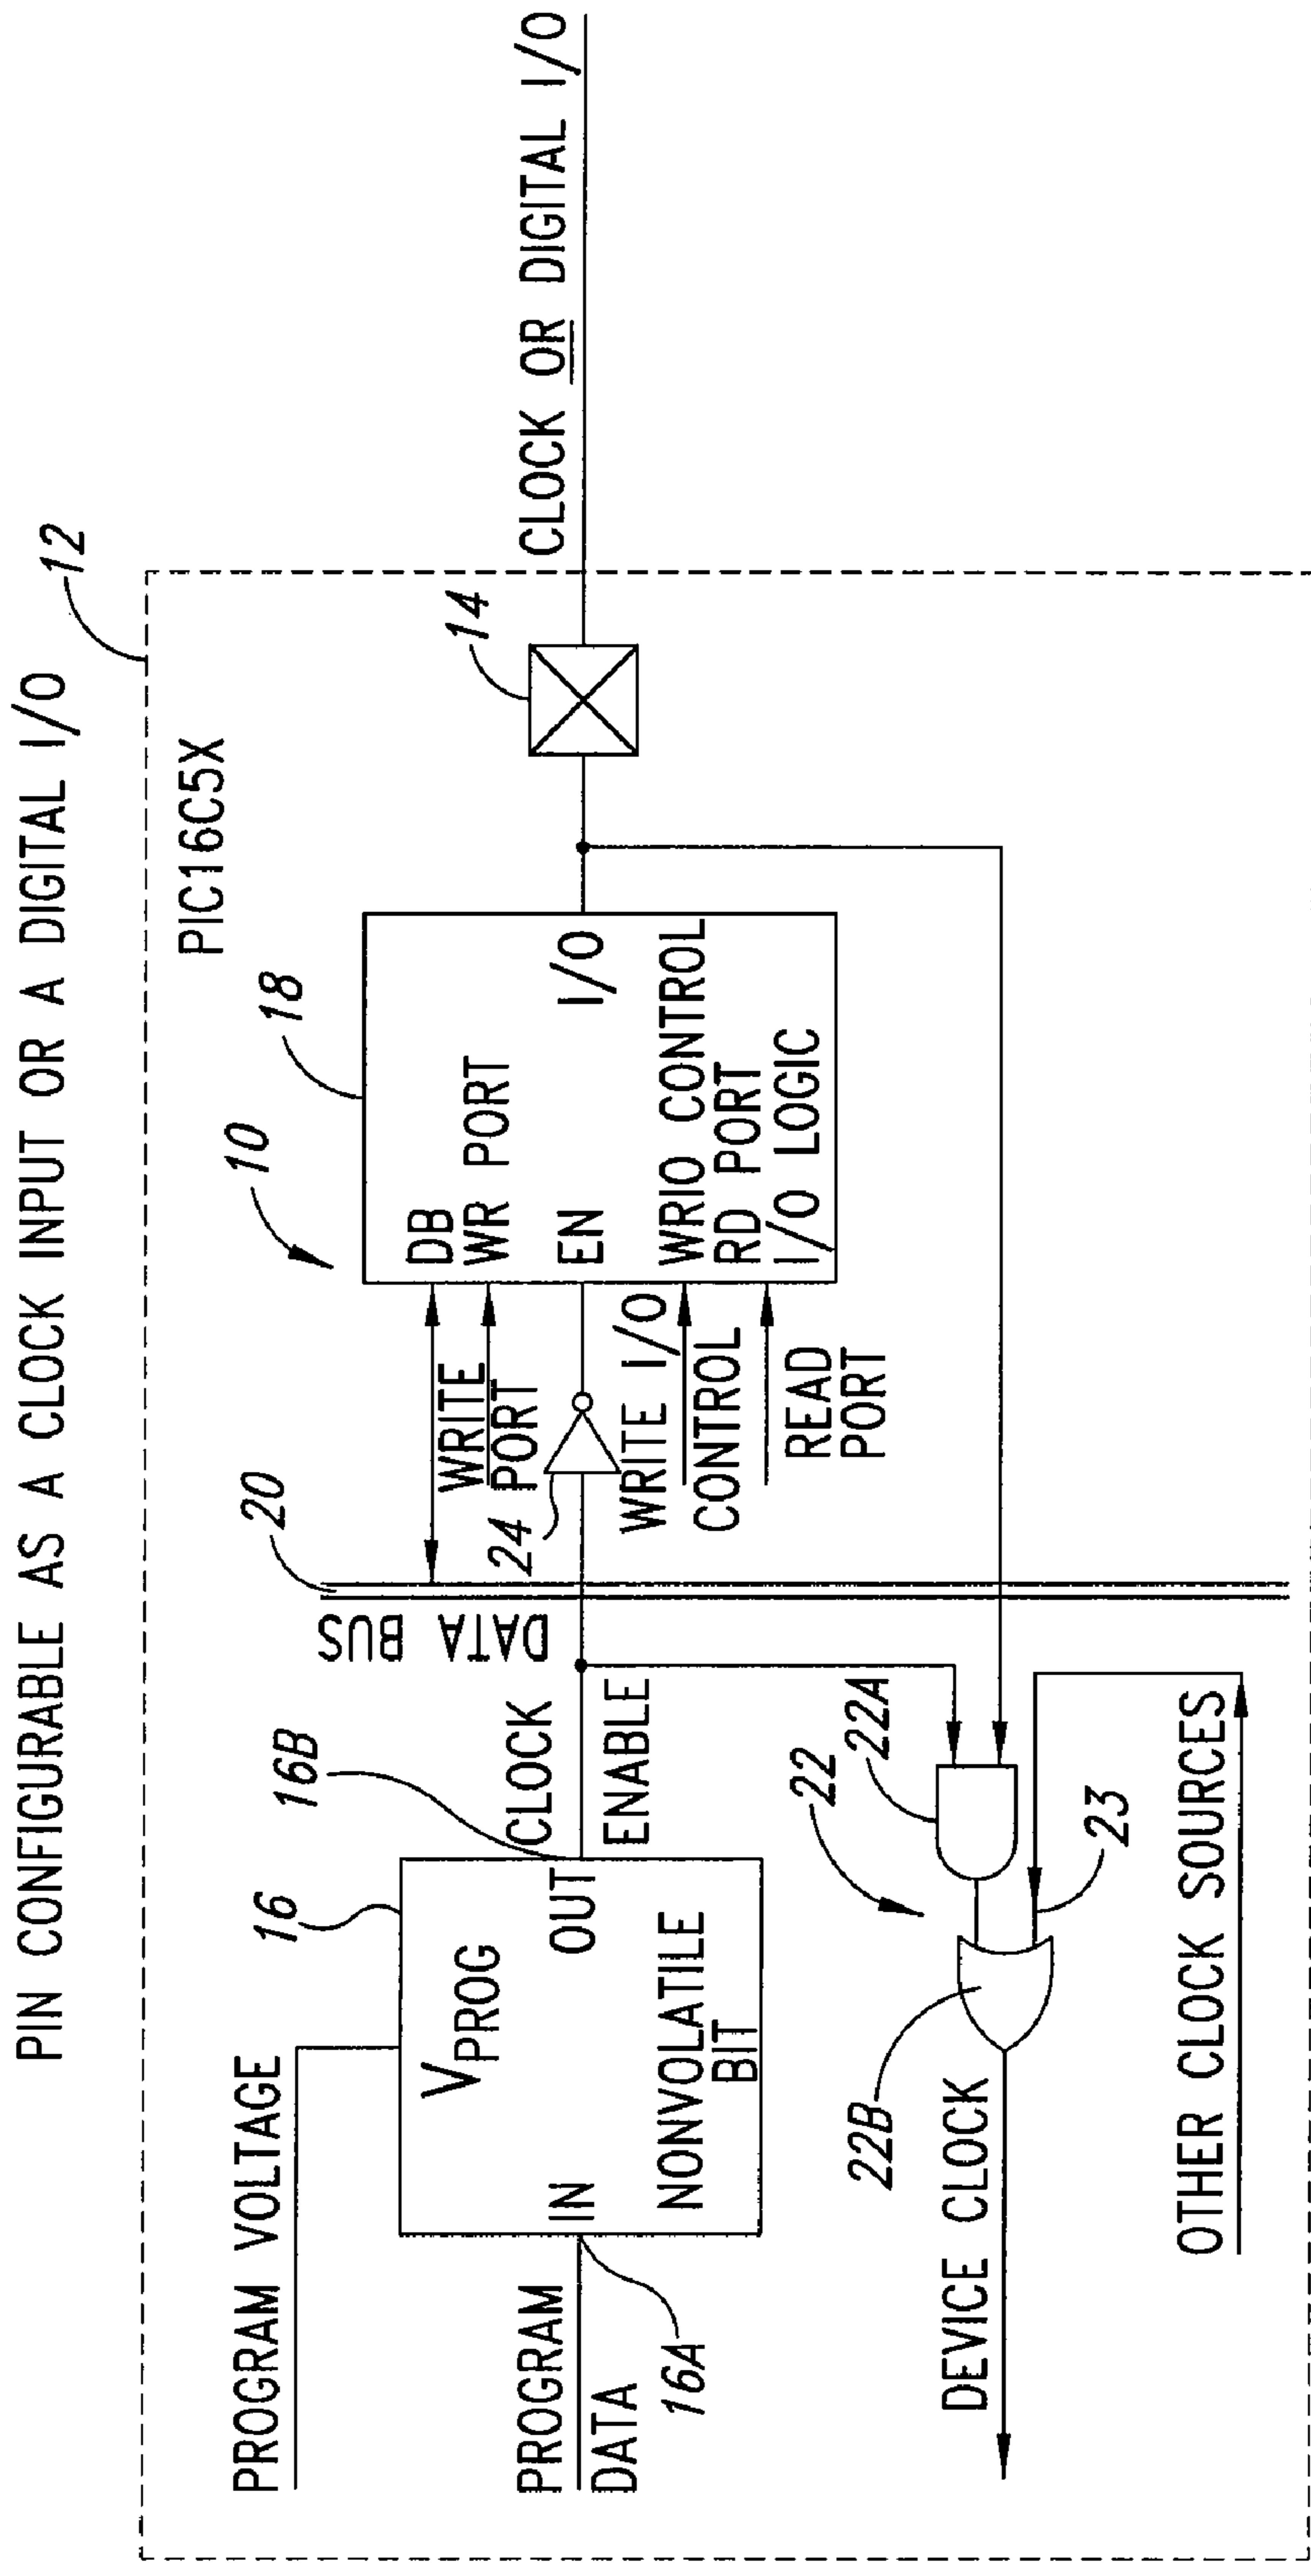 PIN CONFIGURABLE AS A CLOCK INPUT OR A DIGITAL I/O
12
PIC16C5X
10
18
14
CLOCK OR DIGITAL I/O
20
DATA BUS
PROGRAM VOLTAGE
16
VPROG
IN
OUT
NONVOLATILE
BIT
16B
PROGRAM
DATA
16A
CLOCK
ENABLE
24
WRITE
PORT
WRITE I/O
CONTROL
READ
PORT
DB
WR PORT
EN
I/O
WRIO CONTROL
RD PORT
I/O LOGIC
22
22A
22B
23
DEVICE CLOCK
OTHER CLOCK SOURCES